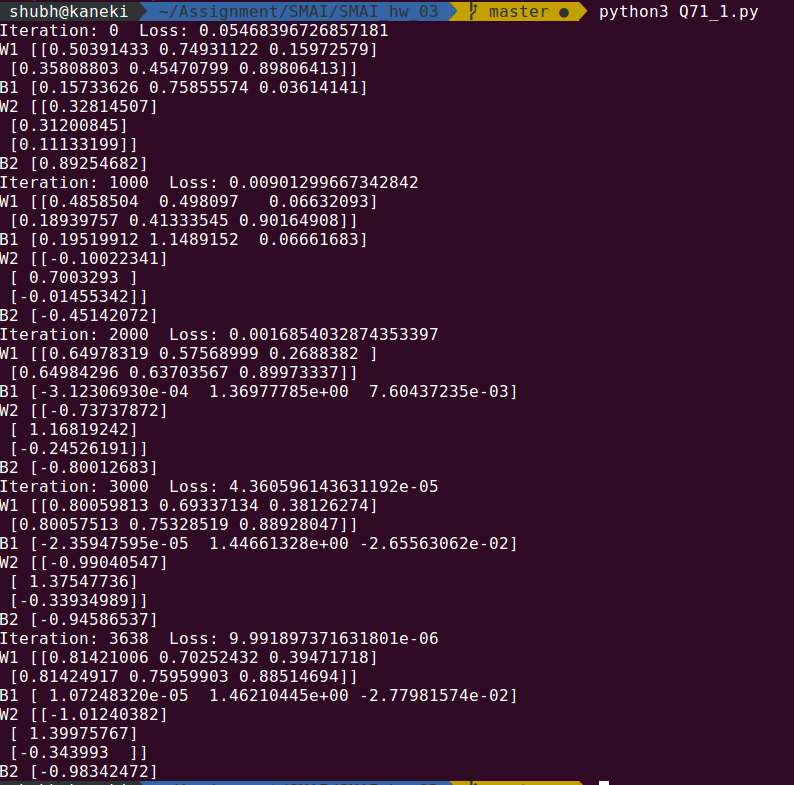 shubh@kaneki ~/Assignment/SMAI/SMAI_hw_03 master ● python3 Q71_1.py
Iteration: 0  Loss: 0.05468396726857181
W1 [[0.50391433 0.74931122 0.15972579]
 [0.35808803 0.45470799 0.89806413]]
B1 [0.15733626 0.75855574 0.03614141]
W2 [[0.32814507]
 [0.31200845]
 [0.11133199]]
B2 [0.89254682]
Iteration: 1000  Loss: 0.00901299667342842
W1 [[0.4858504  0.498097   0.06632093]
 [0.18939757 0.41333545 0.90164908]]
B1 [0.19519912 1.1489152  0.06661683]
W2 [[-0.10022341]
 [ 0.7003293 ]
 [-0.01455342]]
B2 [-0.45142072]
Iteration: 2000  Loss: 0.0016854032874353397
W1 [[0.64978319 0.57568999 0.2688382 ]
 [0.64984296 0.63703567 0.89973337]]
B1 [-3.12306930e-04  1.36977785e+00  7.60437235e-03]
W2 [[-0.73737872]
 [ 1.16819242]
 [-0.24526191]]
B2 [-0.80012683]
Iteration: 3000  Loss: 4.360596143631192e-05
W1 [[0.80059813 0.69337134 0.38126274]
 [0.80057513 0.75328519 0.88928047]]
B1 [-2.35947595e-05  1.44661328e+00 -2.65563062e-02]
W2 [[-0.99040547]
 [ 1.37547736]
 [-0.33934989]]
B2 [-0.94586537]
Iteration: 3638  Loss: 9.991897371631801e-06
W1 [[0.81421006 0.70252432 0.39471718]
 [0.81424917 0.75959903 0.88514694]]
B1 [ 1.07248320e-05  1.46210445e+00 -2.77981574e-02]
W2 [[-1.01240382]
 [ 1.39975767]
 [-0.343993  ]]
B2 [-0.98342472]